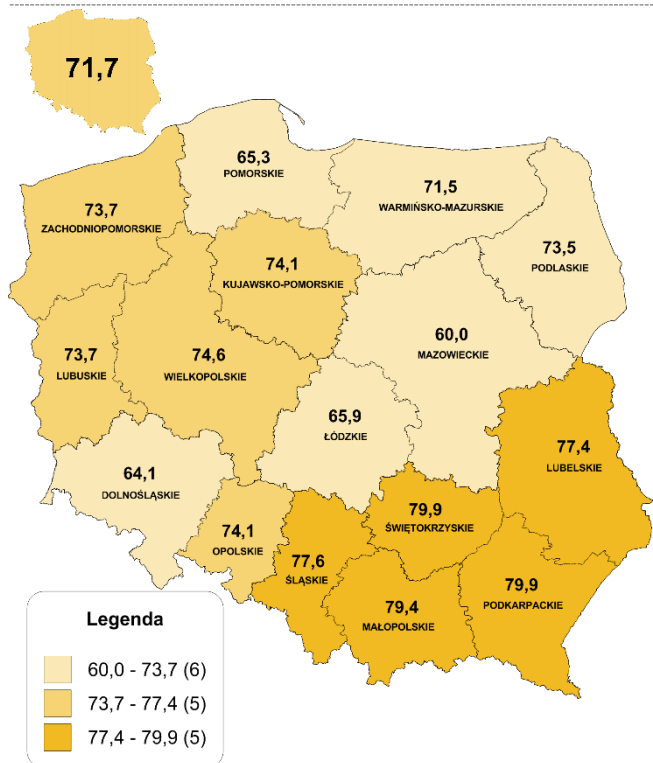 71,7
65,3
POMORSKIE
71,5
WARMIŃSKO-MAZURSKIE
73,7
ZACHODNIOPOMORSKIE
74,1
KUJAWSKO-POMORSKIE
73,5
PODLASKIE
60,0
MAZOWIECKIE
73,7
LUBUSKIE
74,6
WIELKOPOLSKIE
65,9
ŁÓDZKIE
77,4
LUBELSKIE
64,1
DOLNOŚLĄSKIE
74,1
OPOLSKIE
79,9
ŚWIĘTOKRZYSKIE
77,6
ŚLĄSKIE
79,4
MAŁOPOLSKIE
79,9
PODKARPACKIE
Legenda
60,0 - 73,7 (6)
73,7 - 77,4 (5)
77,4 - 79,9 (5)